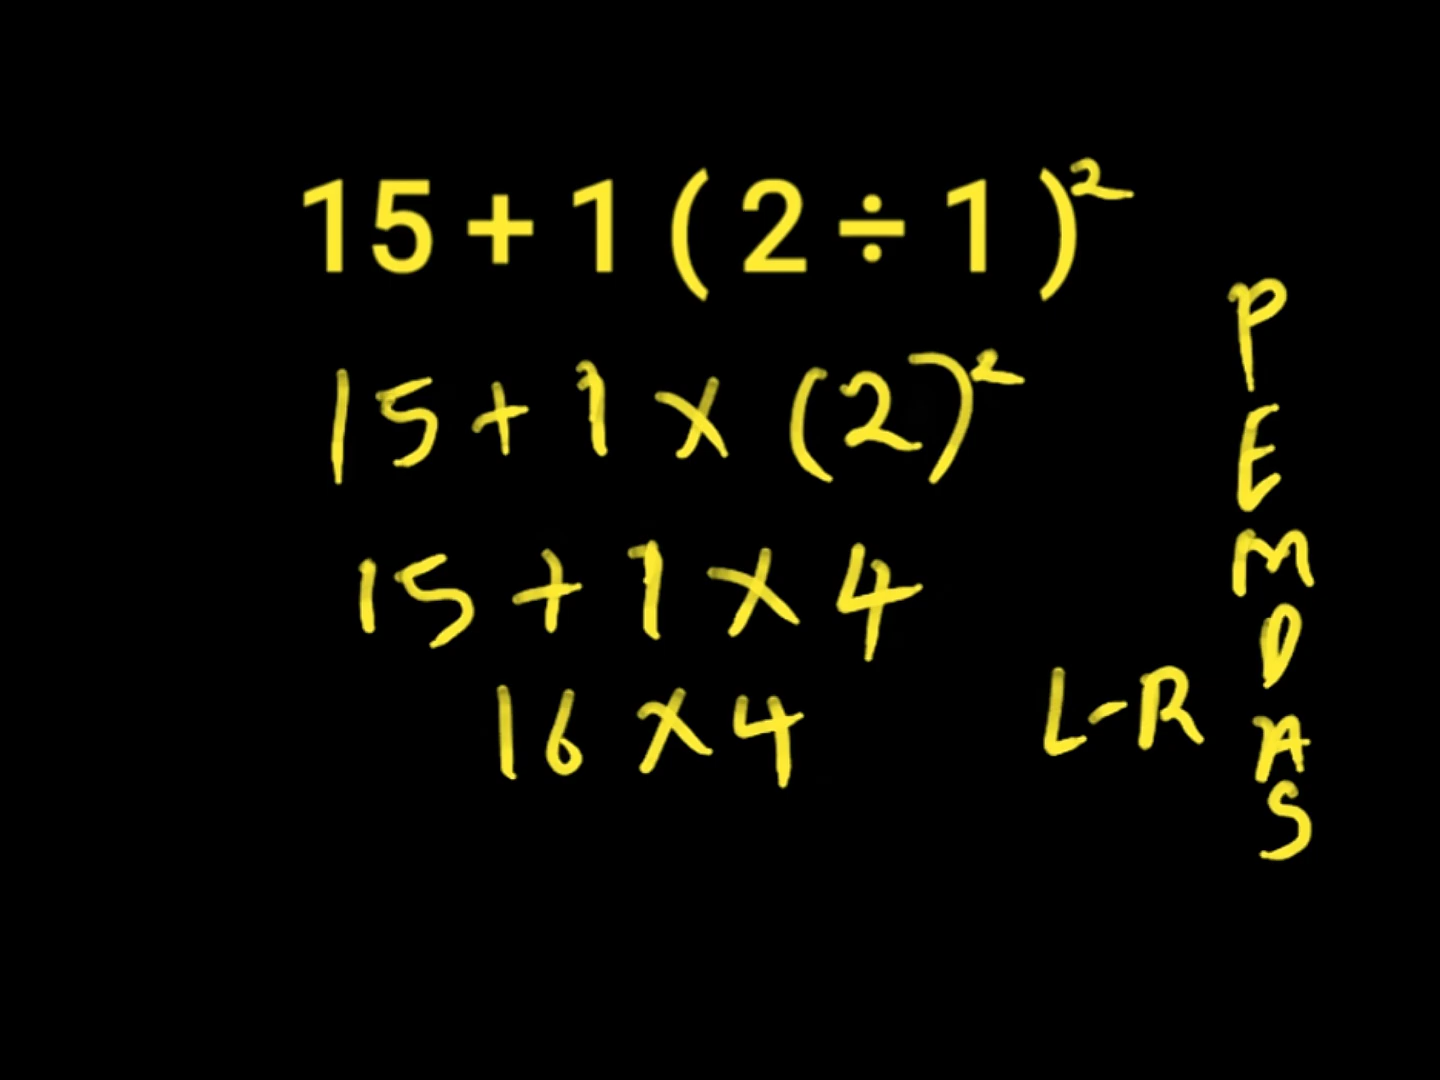 15 + 1 ( 2 ÷ 1 )²
15 + 1 × (2)²
15 + 1 × 4
16 × 4
L-R
P
E
M
D
A
S